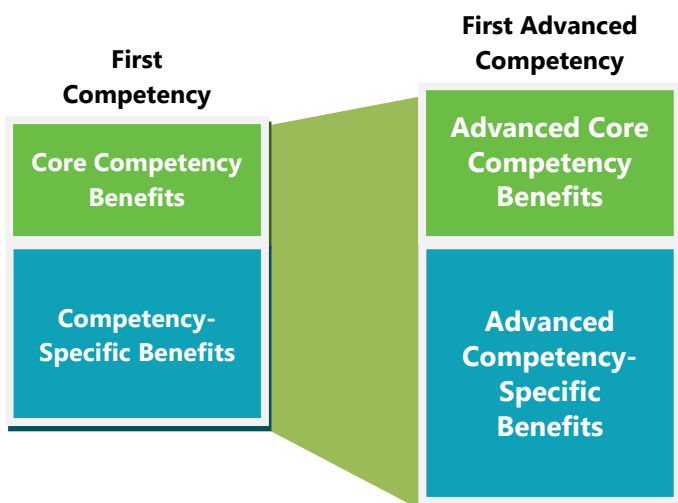 First
Competency
Core Competency
Benefits
Competency-
Specific Benefits
First Advanced
Competency
Advanced Core
Competency
Benefits
Advanced
Competency-
Specific
Benefits